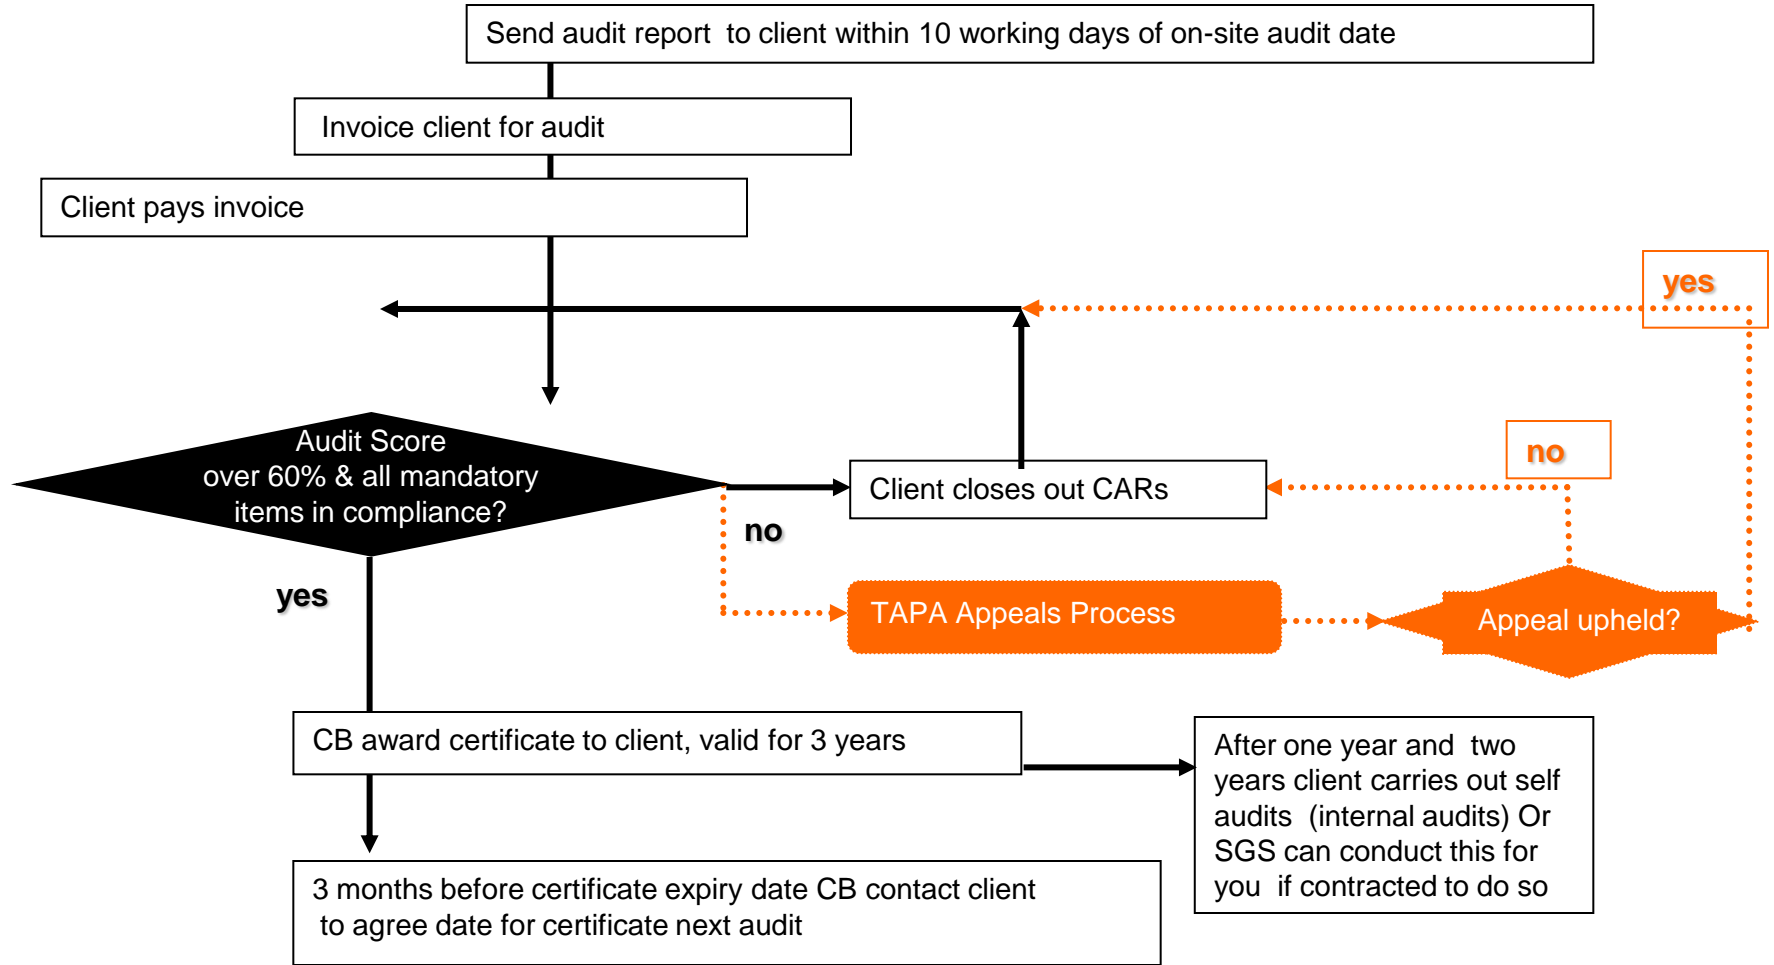 Send audit report to client within 10 working days of on-site audit date
Invoice client for audit
Client pays invoice
yes
Audit Score
over 60% & all mandatory
items in compliance?
no
Client closes out CARs
no
yes
TAPA Appeals Process
Appeal upheld?
CB award certificate to client, valid for 3 years
After one year and two
years client carries out self
audits (internal audits) Or
SGS can conduct this for
you if contracted to do so
3 months before certificate expiry date CB contact client
to agree date for certificate next audit